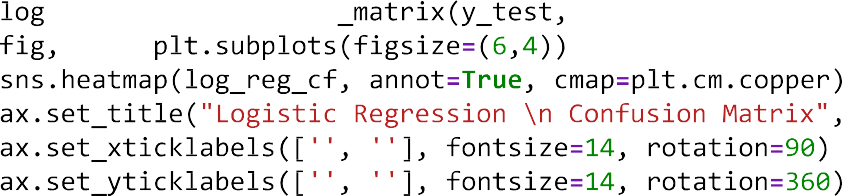 log _matrix(y_test,
fig, plt.subplots(figsize=(6,4))
sns.heatmap(log_reg_cf, annot=True, cmap=plt.cm.copper)
ax.set_title("Logistic Regression \n Confusion Matrix",
ax.set_xticklabels(['', ''], fontsize=14, rotation=90)
ax.set_yticklabels(['', ''], fontsize=14, rotation=360)